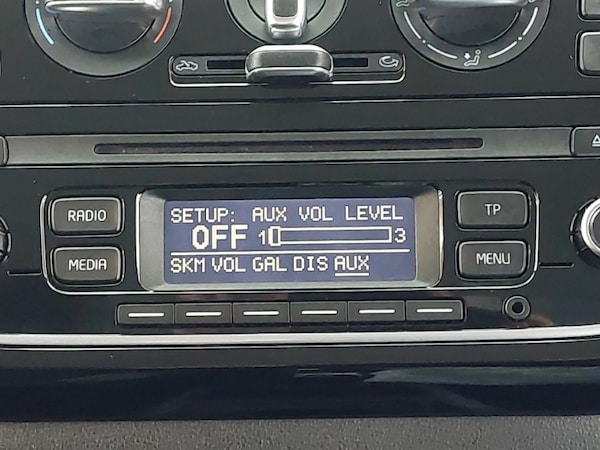 RADIO
MEDIA
SETUP: AUX VOL LEVEL
OFF 1 3
SKM VOL GAL DIS AUX
TP
MENU